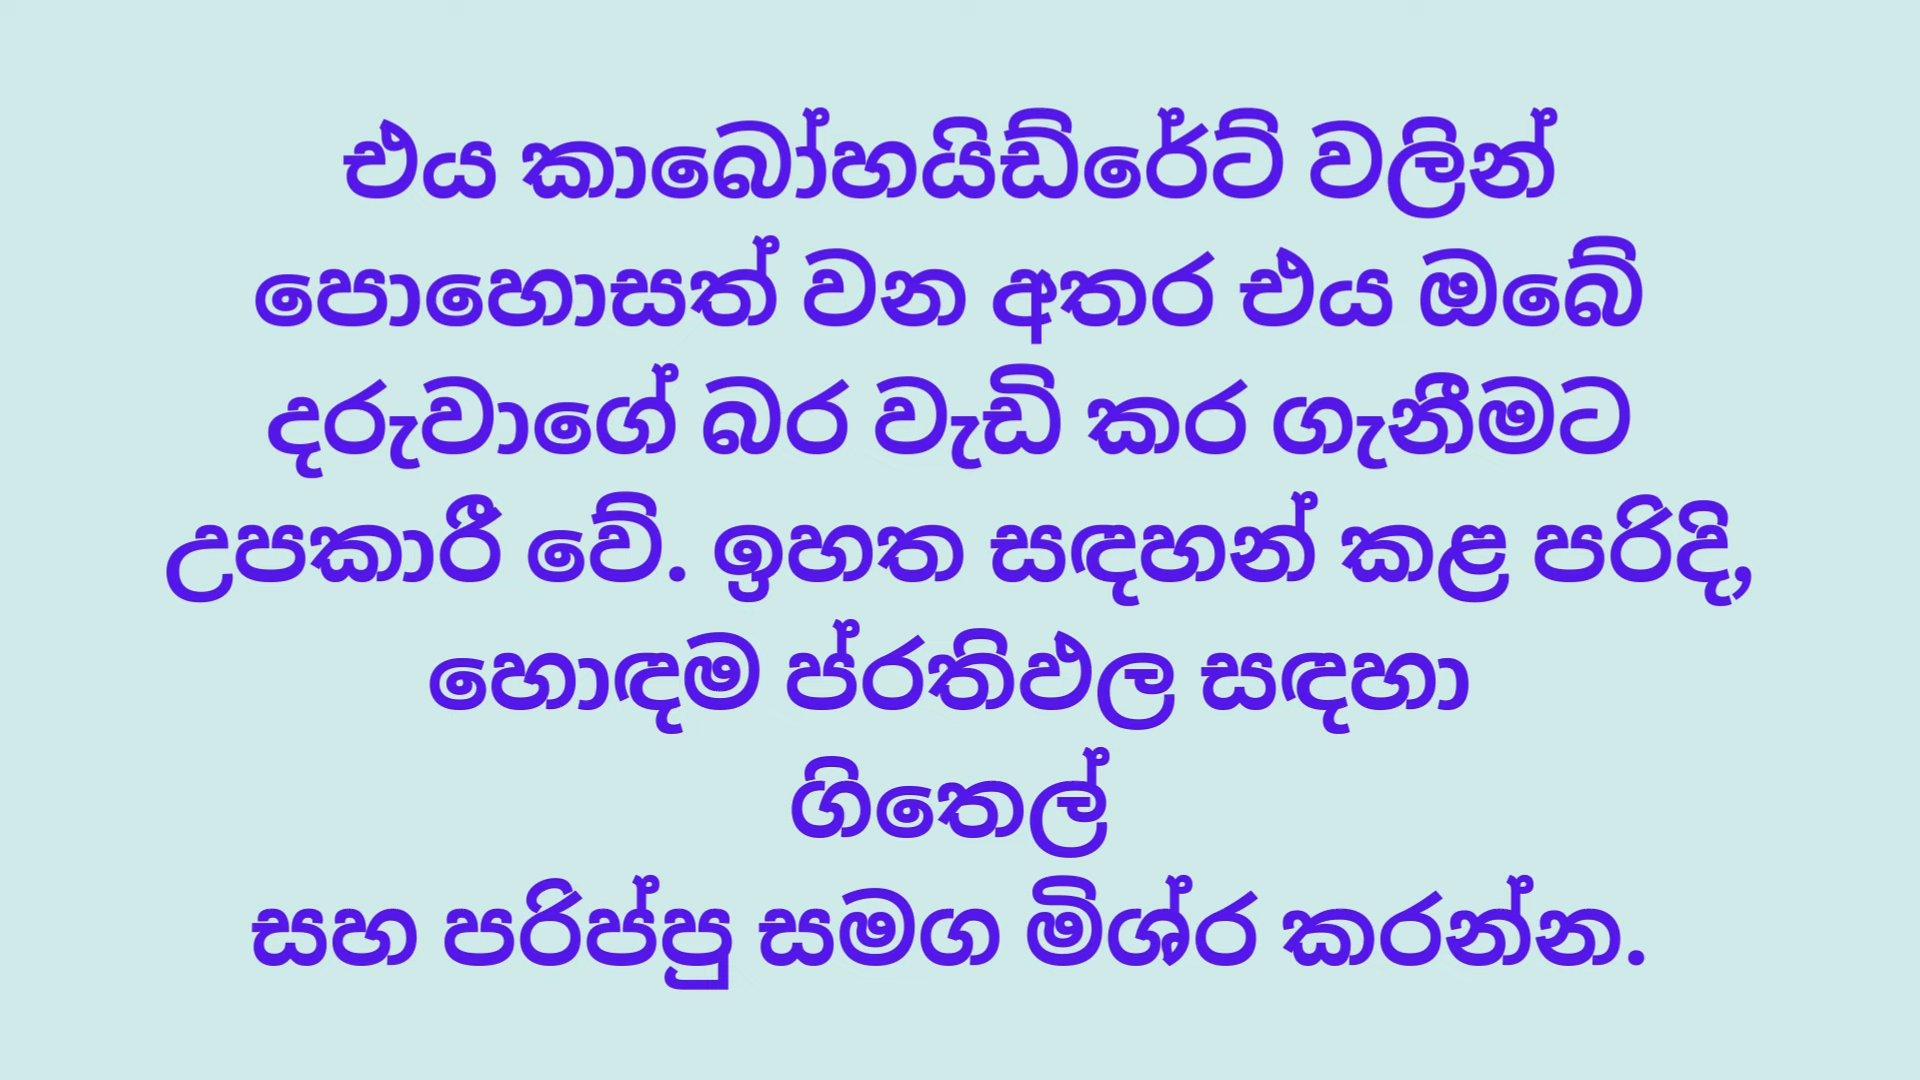 එය කාබෝහයිඩ්රේට් වලින්
පොහොසත් වන අතර එය ඔබේ
දරුවාගේ බර වැඩි කර ගැනීමට
උපකාරී වේ. ඉහත සඳහන් කළ පරිදි,
හොඳම ප්රතිඵල සඳහා
ගිතෙල්
සහ පරිප්පු සමග මිශ්ර කරන්න.